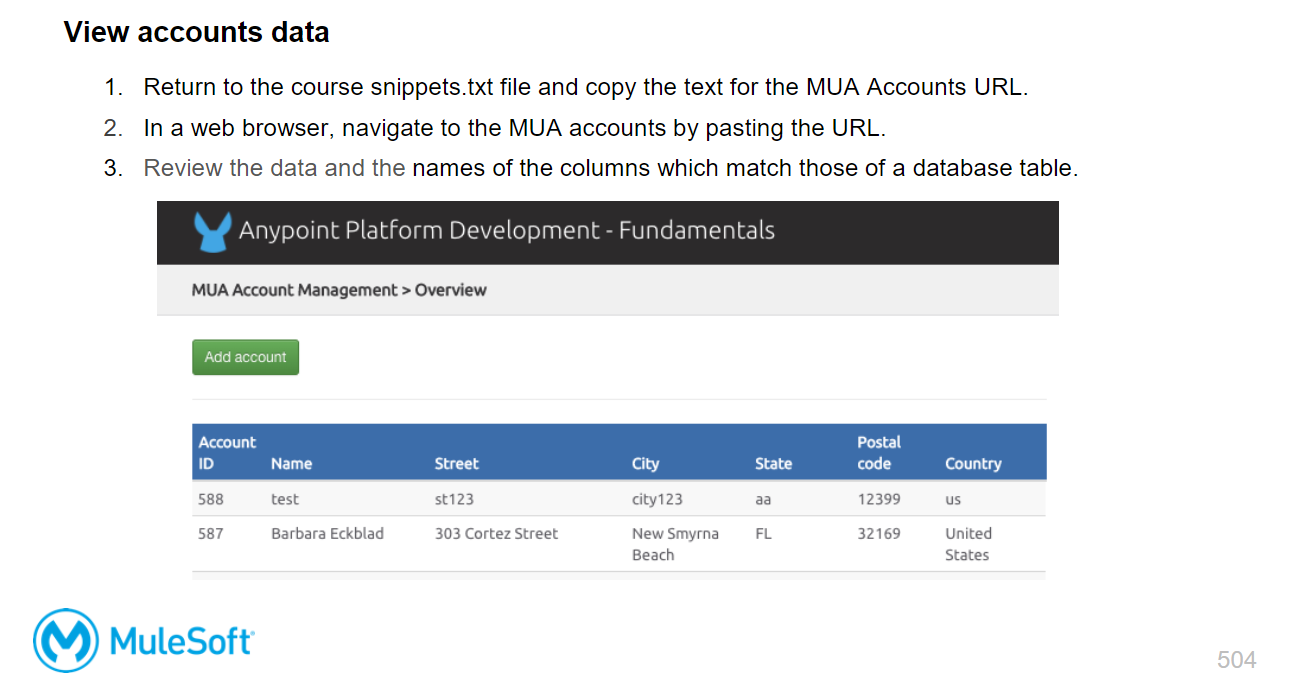 View accounts data
1. Return to the course snippets.txt file and copy the text for the MUA Accounts URL.
2. In a web browser, navigate to the MUA accounts by pasting the URL.
3. Review the data and the names of the columns which match those of a database table.
Anypoint Platform Development - Fundamentals
MUA Account Management > Overview
Add account
Account ID Name Street City State Postal code Country
588 test st123 city123 aa 12399 us
587 Barbara Eckblad 303 Cortez Street New Smyrna Beach FL 32169 United States
MuleSoft
504